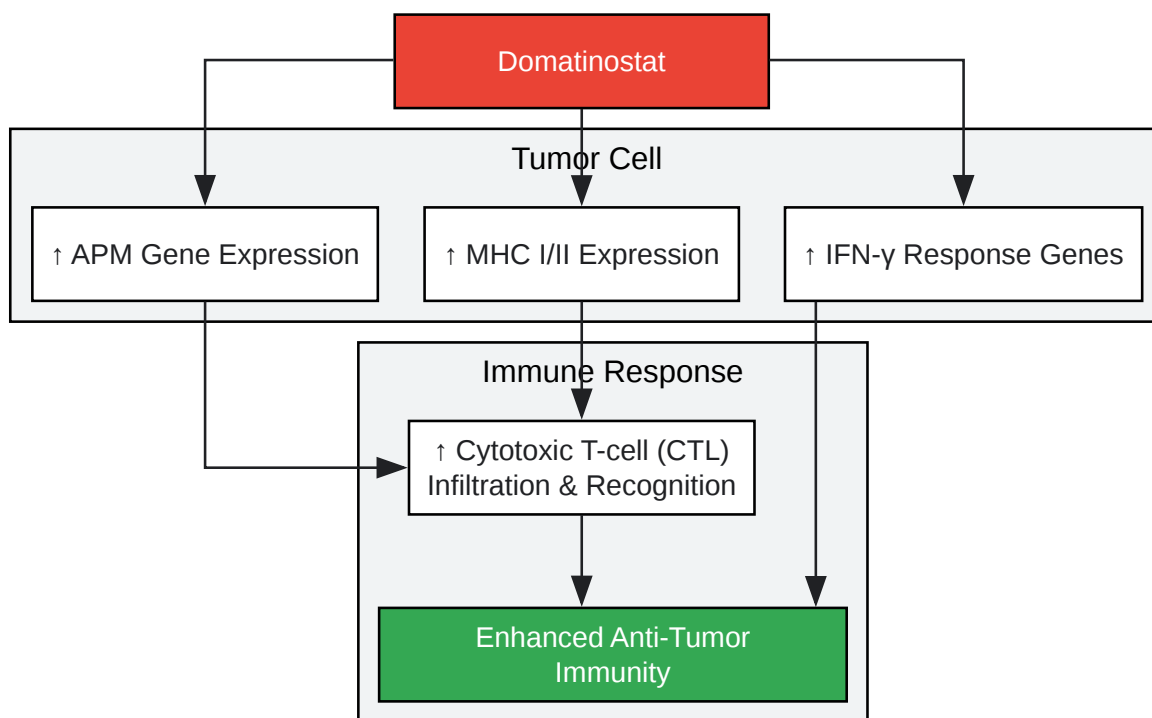 Domatinostat
Tumor Cell
↑ APM Gene Expression
↑ MHC I/II Expression
↑ IFN-γ Response Genes
Immune Response
↑ Cytotoxic T-cell (CTL)
Infiltration & Recognition
Enhanced Anti-Tumor
Immunity